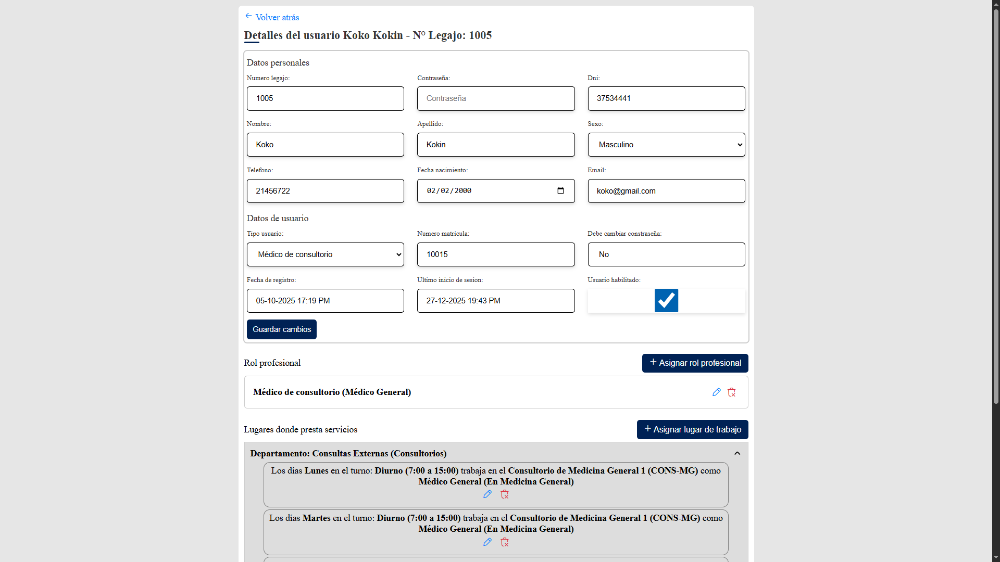 Volver atrás
Detalles del usuario Koko Kokin - N° Legajo: 1005
Datos personales
Numero legajo: Contraseña: Dni:
1005 Contraseña 37534441
Nombre: Apellido: Sexo:
Koko Kokin Masculino
Telefono: Fecha nacimiento: Email:
21456722 02/02/2000 koko@gmail.com
Datos de usuario
Tipo usuario: Numero matricula: Debe cambiar constraseña:
Médico de consultorio 10015 No
Fecha de registro: Ultimo inicio de sesion: Usuario habilitado:
05-10-2025 17:19 PM 27-12-2025 19:43 PM
Guardar cambios
Rol profesional + Asignar rol profesional
Médico de consultorio (Médico General)
Lugares donde presta servicios + Asignar lugar de trabajo
Departamento: Consultas Externas (Consultorios)
Los días Lunes en el turno: Diurno (7:00 a 15:00) trabaja en el Consultorio de Medicina General 1 (CONS-MG) como
Médico General (En Medicina General)
Los días Martes en el turno: Diurno (7:00 a 15:00) trabaja en el Consultorio de Medicina General 1 (CONS-MG) como
Médico General (En Medicina General)